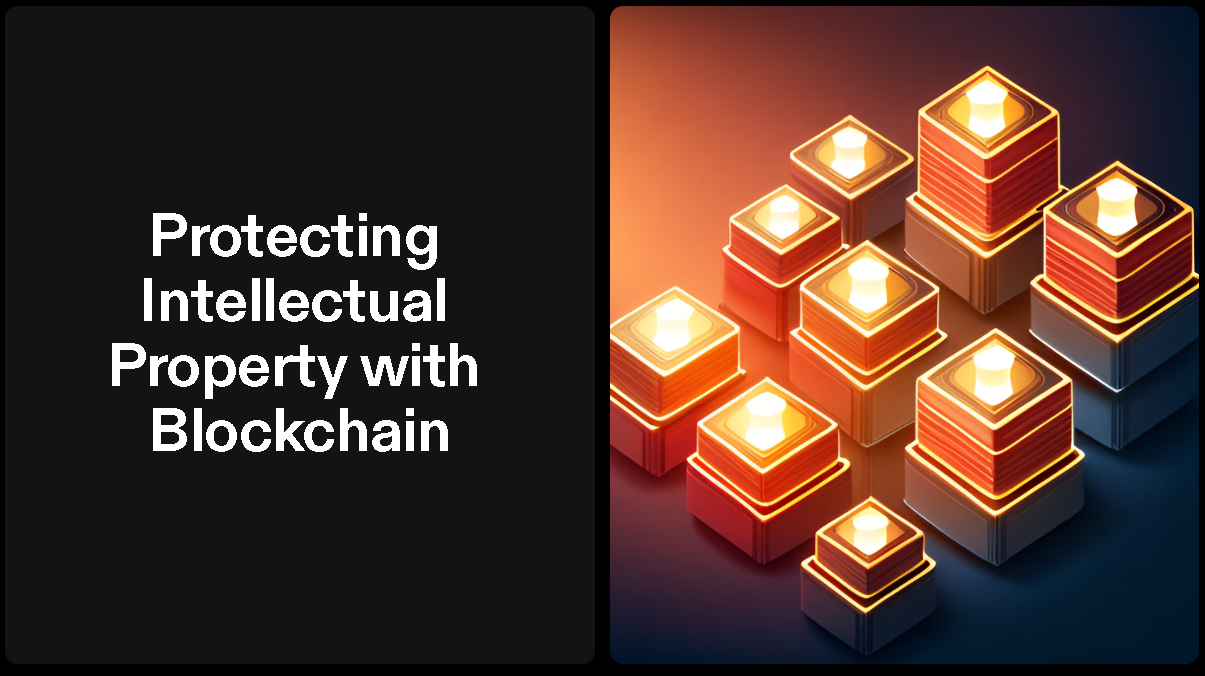 Protecting
Intellectual
Property with
Blockchain